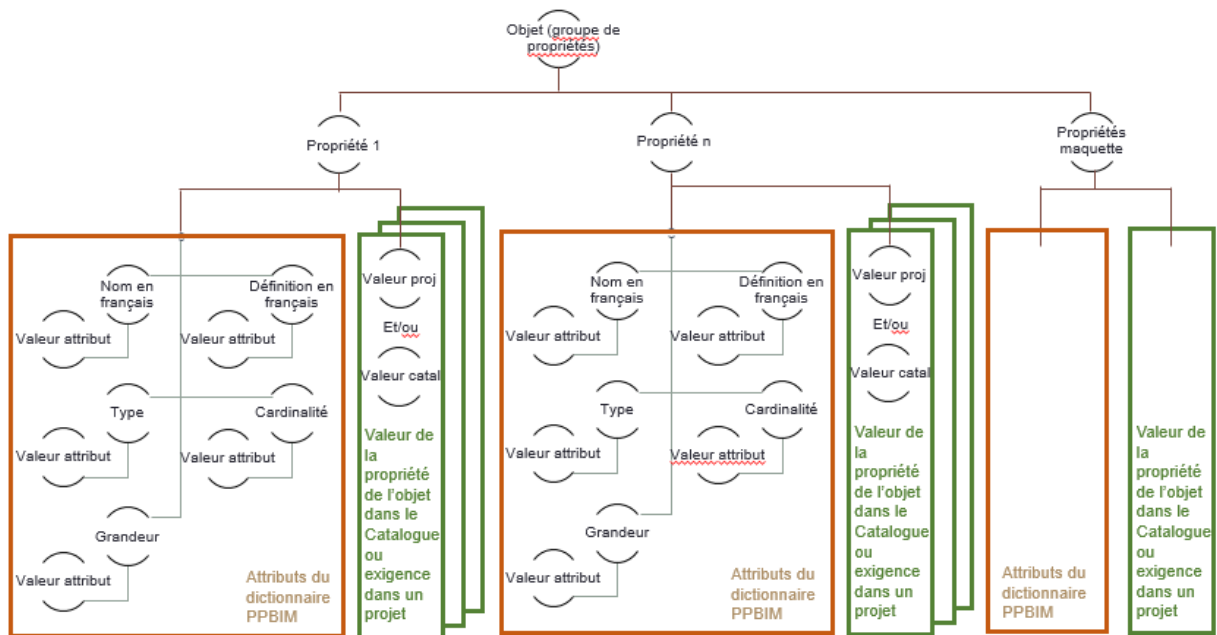 Objet (groupe de
propriétés)
Propriété 1
Propriété n
Propriétés
maquette
Nom en
français
Définition en
français
Valeur attribut
Valeur attribut
Type
Cardinalité
Valeur attribut
Valeur attribut
Grandeur
Valeur attribut
Attributs du
dictionnaire
PPBIM
Valeur proj
Et/ou
Valeur catal
Valeur de
la
propriété
de l'objet
dans le
Catalogue
ou
exigence
dans un
projet
Nom en
français
Définition en
français
Valeur attribut
Valeur attribut
Type
Cardinalité
Valeur attribut
Valeur attribut
Grandeur
Valeur attribut
Attributs du
dictionnaire
PPBIM
Valeur proj
Et/ou
Valeur catal
Valeur de
la
propriété
de l'objet
dans le
Catalogue
ou
exigence
dans un
projet
Attributs du
dictionnaire
PPBIM
Valeur de
la
propriété
de l'objet
dans le
Catalogue
ou
exigence
dans un
projet